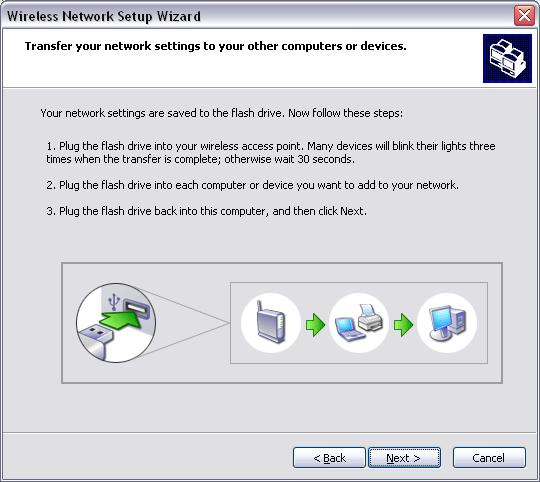 Wireless Network Setup Wizard
Transfer your network settings to your other computers or devices.
Your network settings are saved to the flash drive. Now follow these steps:
1. Plug the flash drive into your wireless access point. Many devices will blink their lights three
times when the transfer is complete; otherwise wait 30 seconds.
2. Plug the flash drive into each computer or device you want to add to your network.
3. Plug the flash drive back into this computer, and then click Next.
< Back Next > Cancel